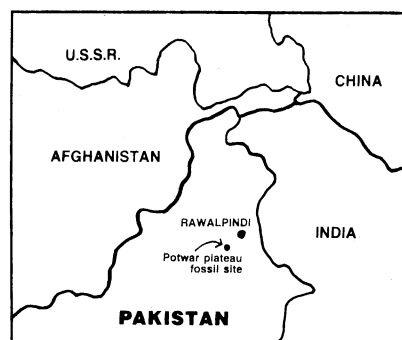 U.S.S.R.
CHINA
AFGHANISTAN
RAWALPINDI
INDIA
Potwar plateau
fossil site
PAKISTAN